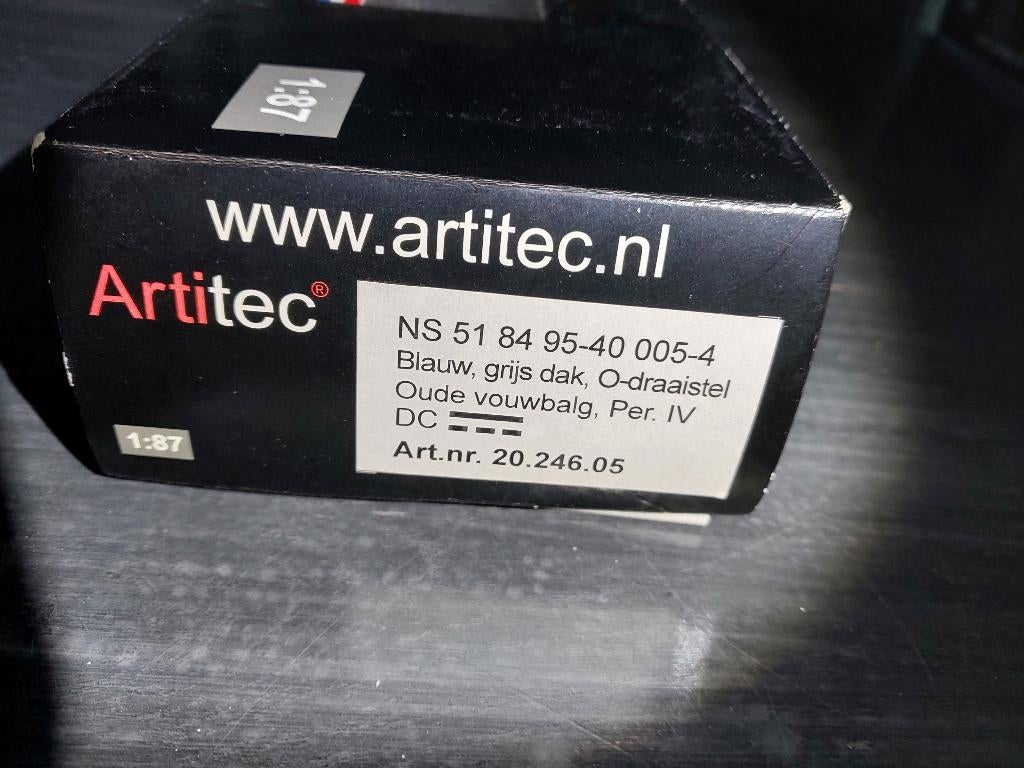 1:87
www.artitec.nl
Artitec®
NS 51 84 95-40 005-4
Blauw, grijs dak, O-draaistel
Oude vouwbalg, Per. IV
DC
Art.nr. 20.246.05
1:87